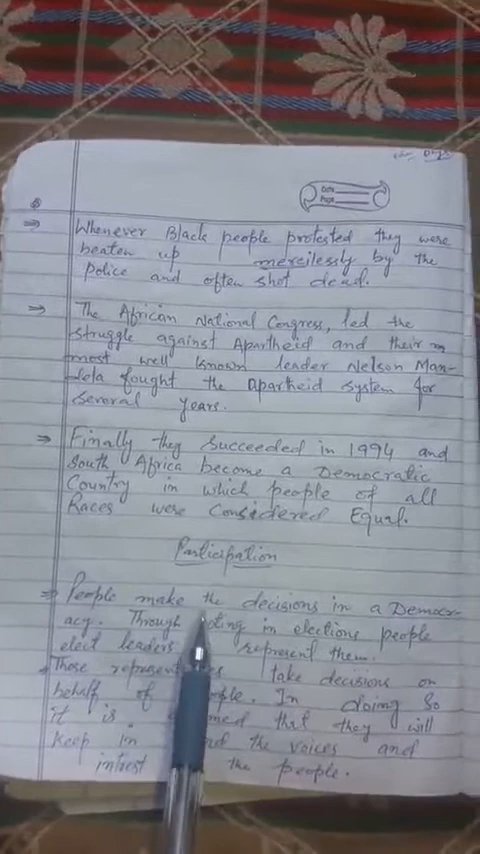 Date
Page
⇒ Whenever Black people protested they were
beaten up mercilessly by the
police and often shot dead.
⇒ The African National Congress, led the
struggle against Apartheid and their
most well known leader Nelson Man-
dela fought the apartheid system for
several years.
⇒ Finally they Succeeded in 1994 and
South Africa become a Democratic
Country in which people of all
Races were Considered Equal.
Participation
⇒ People make the decisions in a Democr-
acy. Through voting in elections people
elect leaders represent them.
These take decisions on
behalf of people. In doing So
it is that they will
keep in the voices and
intrest the people.